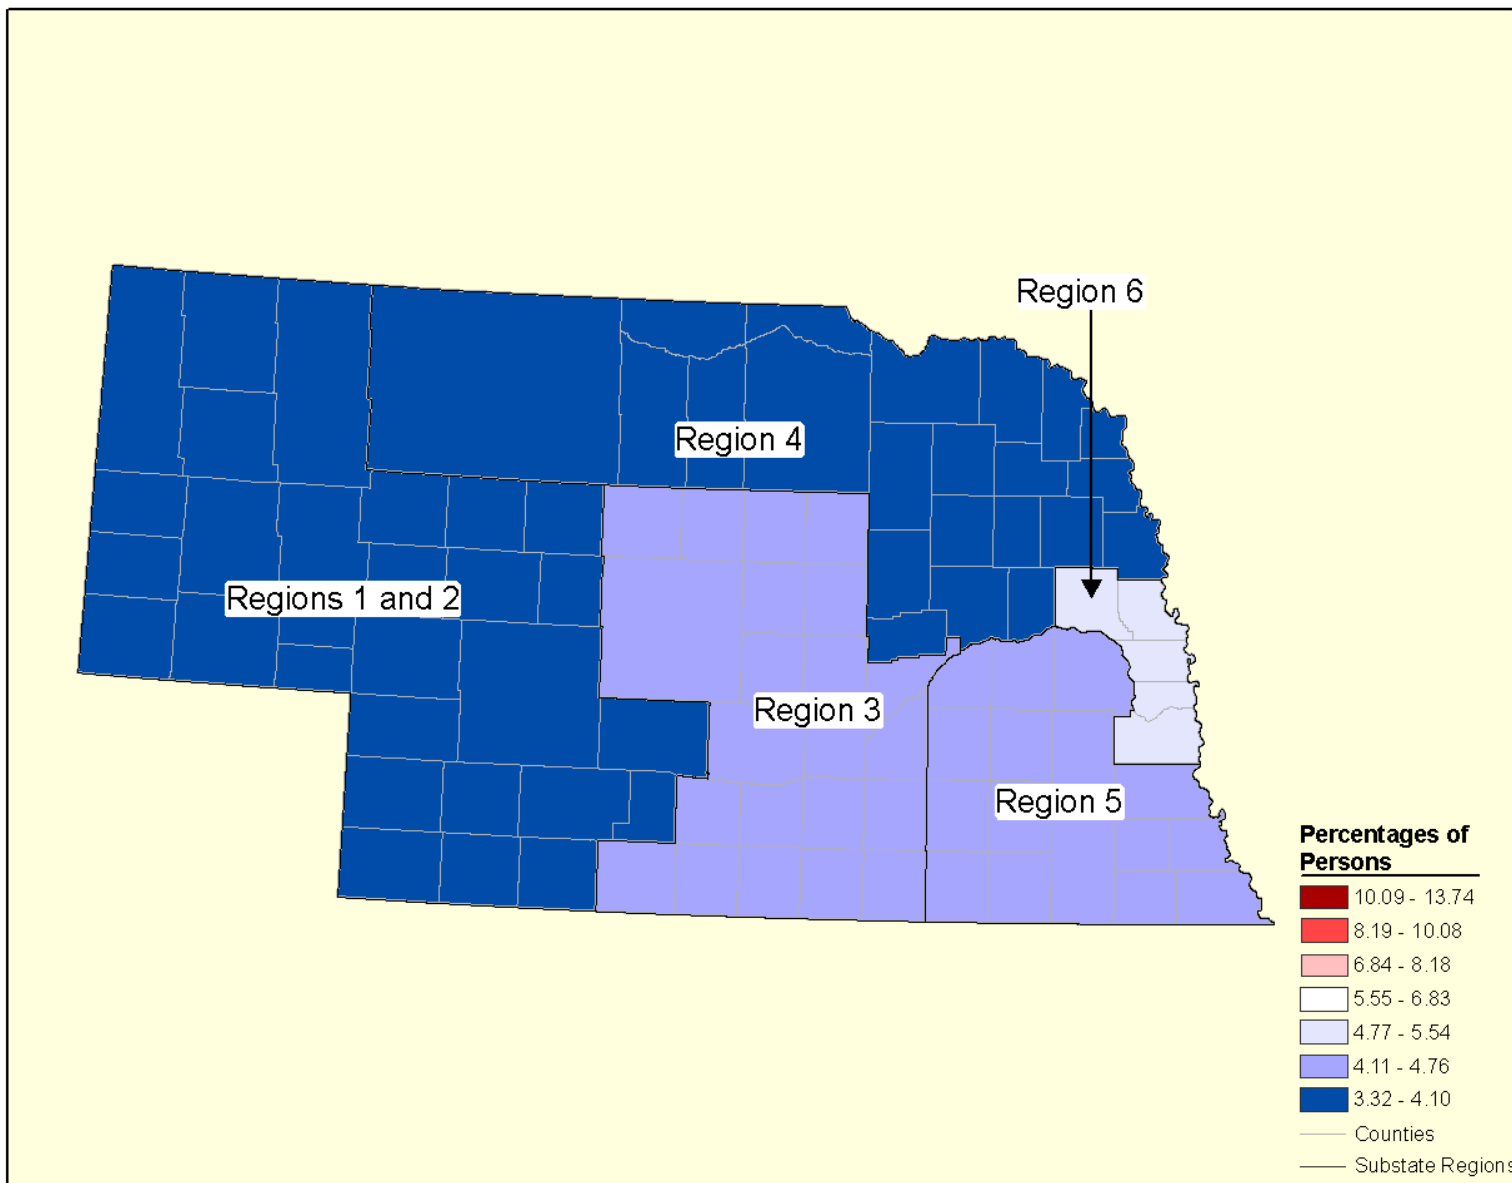 Region 6
Region 4
Regions 1 and 2
Region 3
Region 5
Percentages of
Persons
10.09 - 13.74
8.19 - 10.08
6.84 - 8.18
5.55 - 6.83
4.77 - 5.54
4.11 - 4.76
3.32 - 4.10
Counties
Substate Regions